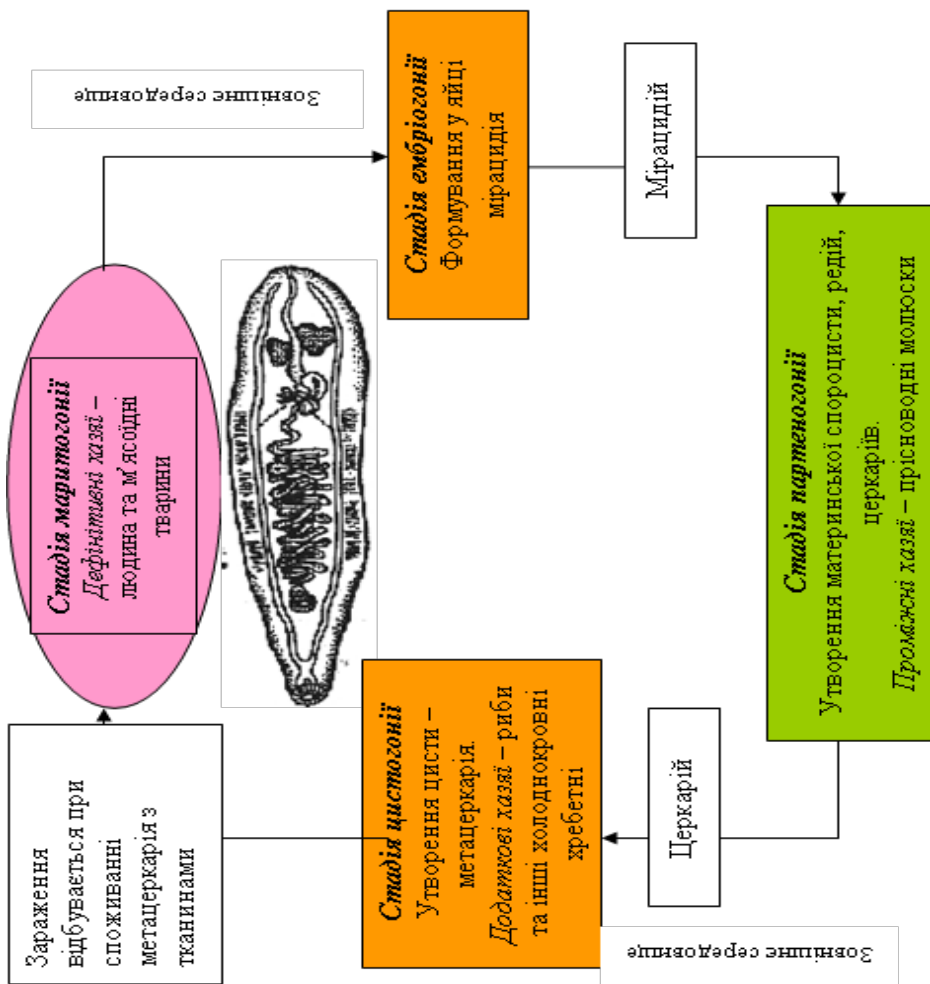 Зовнішнє середовище
Стадія маритогонії
Дефінітивні хазяї –
людина та м'ясоїдні
тварини
Стадія ембріогонії
Формування у яйці
мірацидія
Мірацидій
Стадія партеногонії
Утворення материнської спороцисти, редій,
церкаріїв.
Проміжні хазяї – прісноводні молюски
Церкарій
Стадія цистогонії
Утворення цисти –
метацеркарія.
Додаткові хазяї – риби
та інші холоднокровні
хребетні
Зараження
відбувається при
споживанні
метацеркарія з
тканинами
Зовнішнє середовище